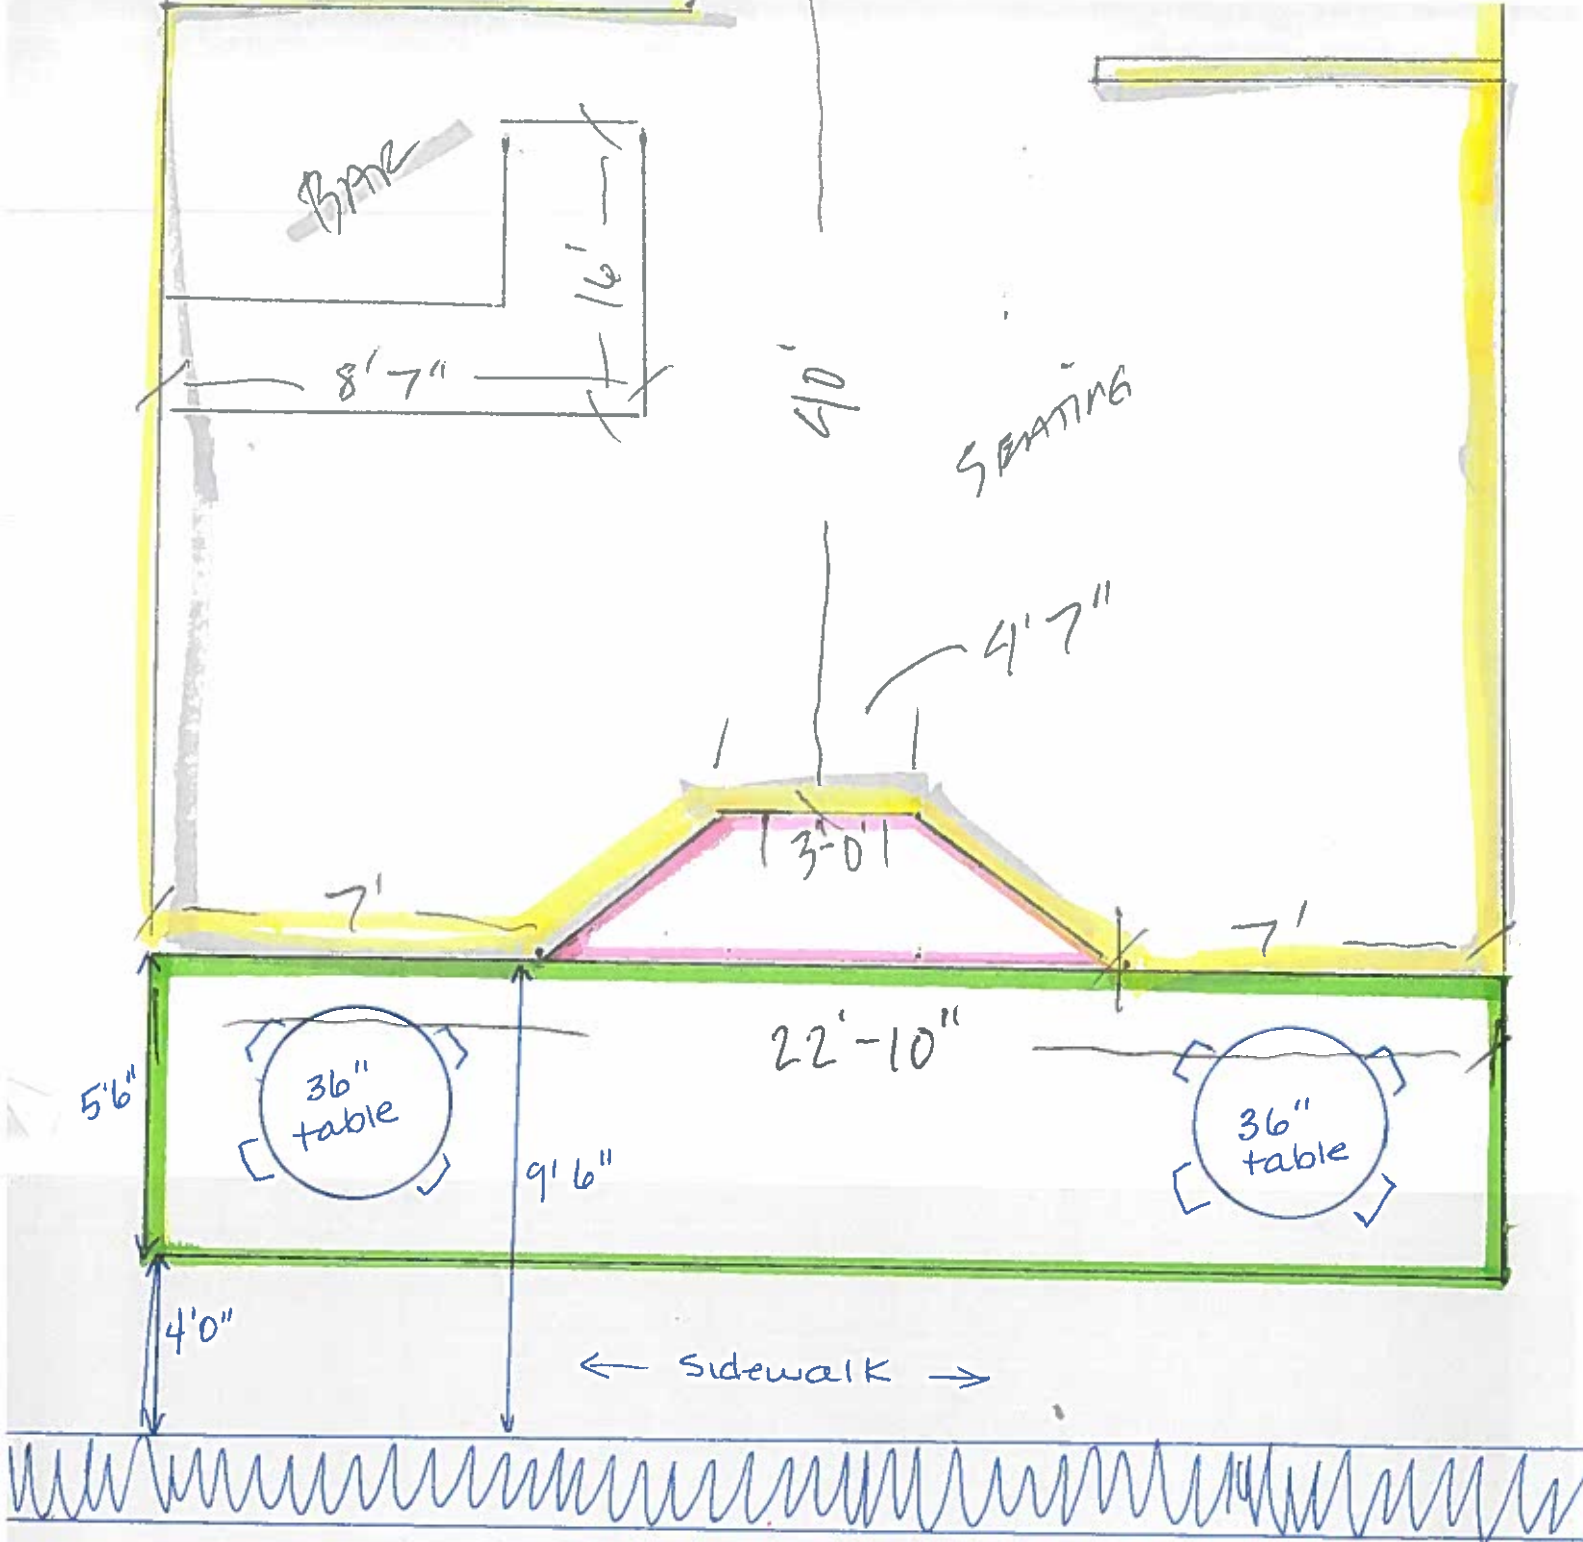 BAR
16'
8' 7"
40'
SEATING
4' 7"
3'-0"
7'
7'
22'-10"
5'6"
36"
table
36"
table
9' 6"
4'0"
← Sidewalk →